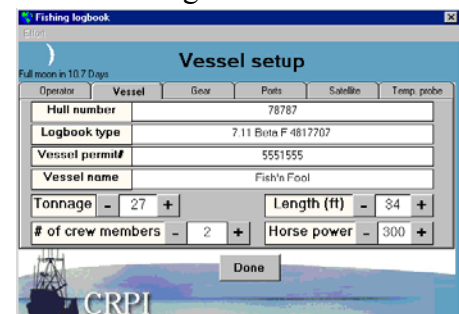 Fishing logbook
Effort
Full moon in 10.7 Days
Vessel setup
Operator Vessel Gear Ports Satellite Temp. probe
Hull number 78787
Logbook type 7.11 Beta F 4817707
Vessel permit# 5551555
Vessel name Fish'n Fool
Tonnage - 27 + Length (ft) - 34 +
# of crew members - 2 + Horse power - 300 +
Done
CRPI